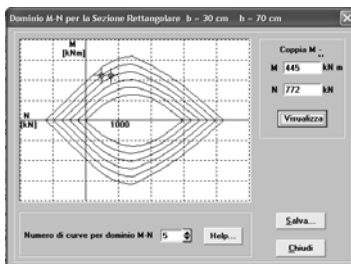 Dominio M-N per la Sezione Rettangolare b = 30 cm h = 70 cm
M
[kNm]
N
[kN]
1000
Coppia M -.
M 445 kN m
N 772 kN
Visualizza
Numero di curve per dominio M-N 5 Help...
Salva...
Chiudi